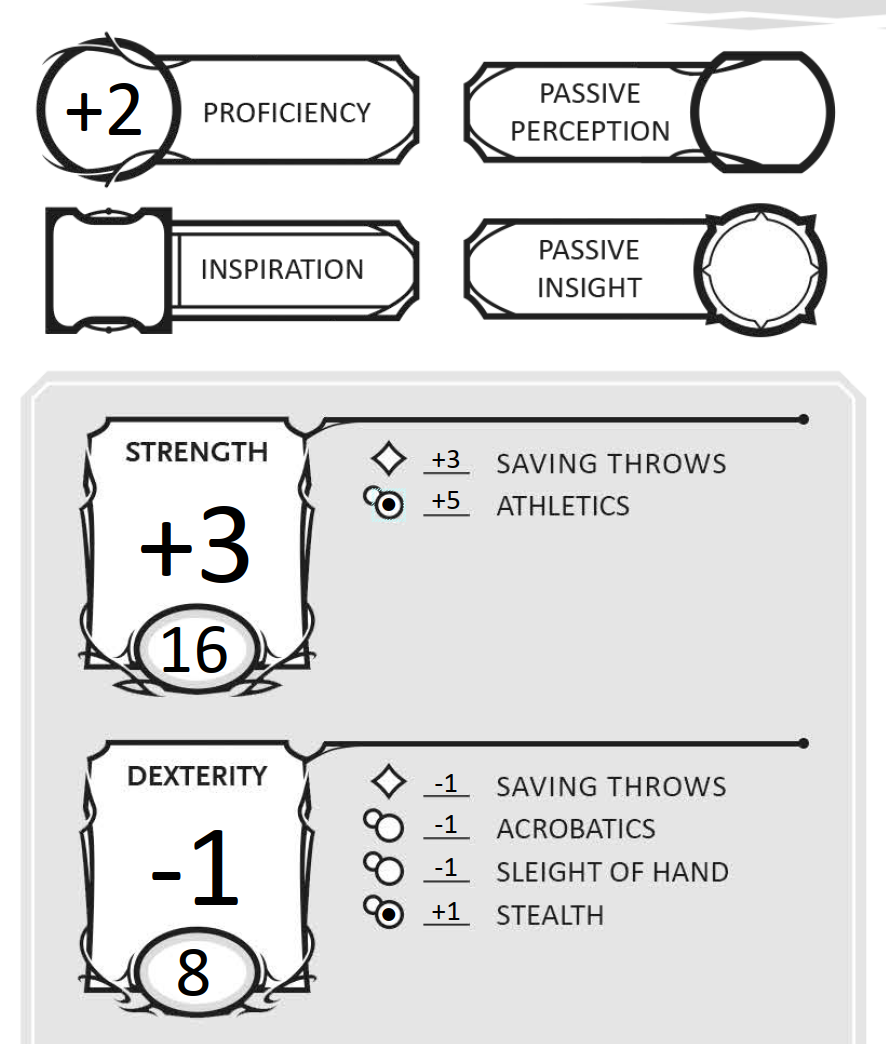 +2 PROFICIENCY
PASSIVE
PERCEPTION
INSPIRATION
PASSIVE
INSIGHT
STRENGTH
+3
16
+3 SAVING THROWS
+5 ATHLETICS
DEXTERITY
-1
8
-1 SAVING THROWS
-1 ACROBATICS
-1 SLEIGHT OF HAND
+1 STEALTH